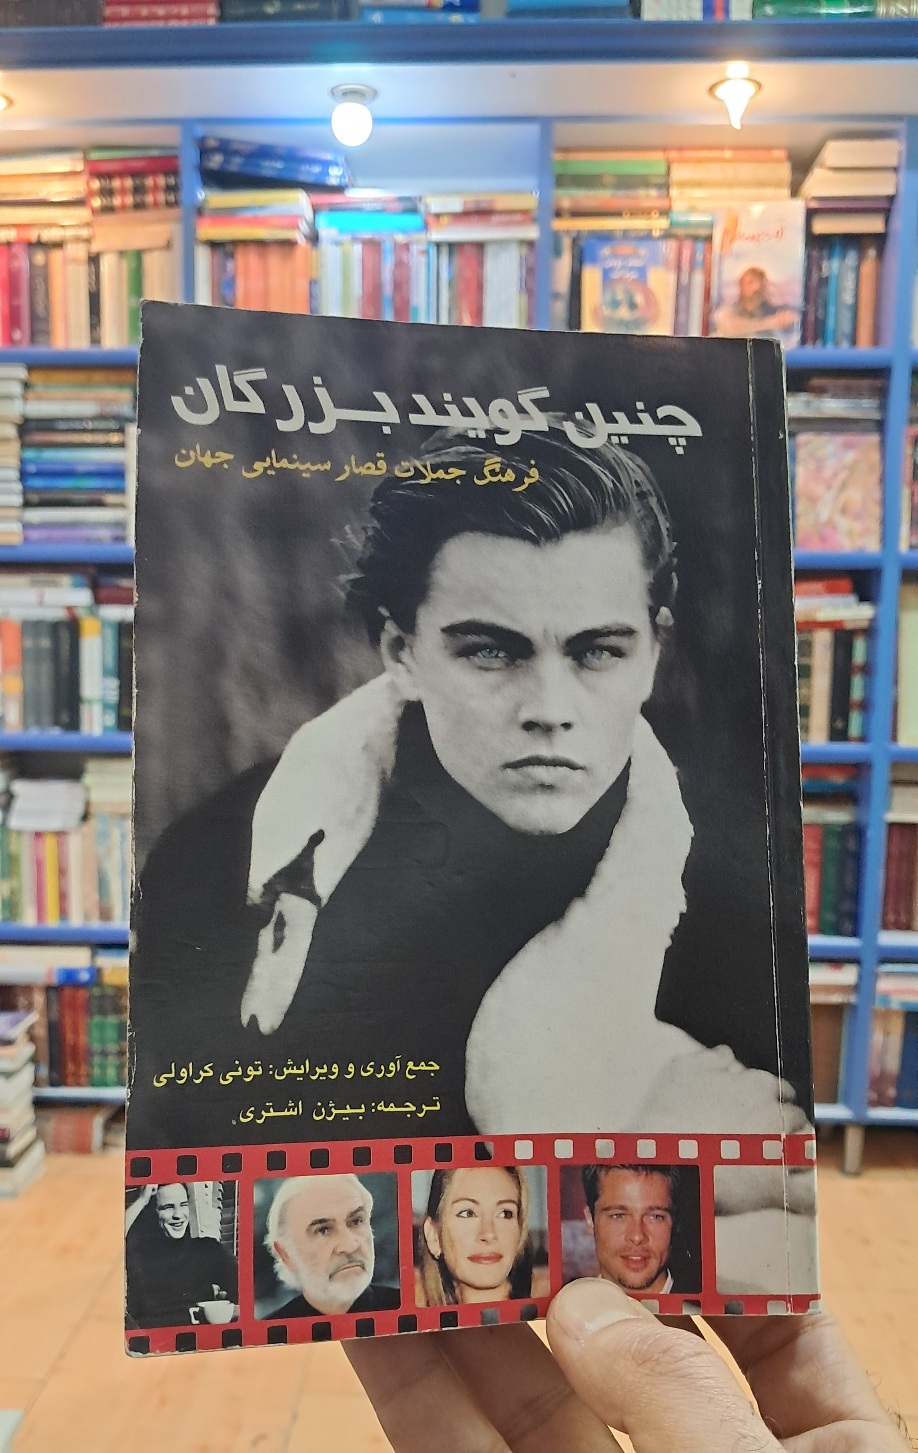 چنین گویند بزرگان
فرهنگ جملات قصار سینمایی جهان
جمع آوری و ویرایش: تونی کراولی
ترجمه: بیژن اشتری